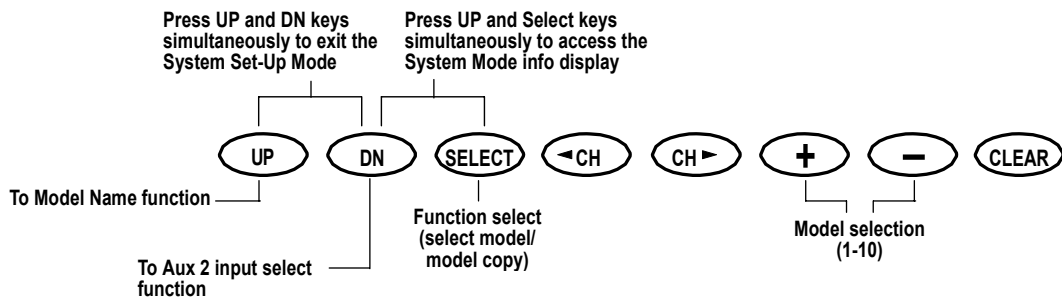 Press UP and DN keys
simultaneously to exit the
System Set-Up Mode
Press UP and Select keys
simultaneously to access the
System Mode info display
UP
DN
SELECT
◄CH
CH►
+
−
CLEAR
To Model Name function
Function select
(select model/
model copy)
Model selection
(1-10)
To Aux 2 input select
function